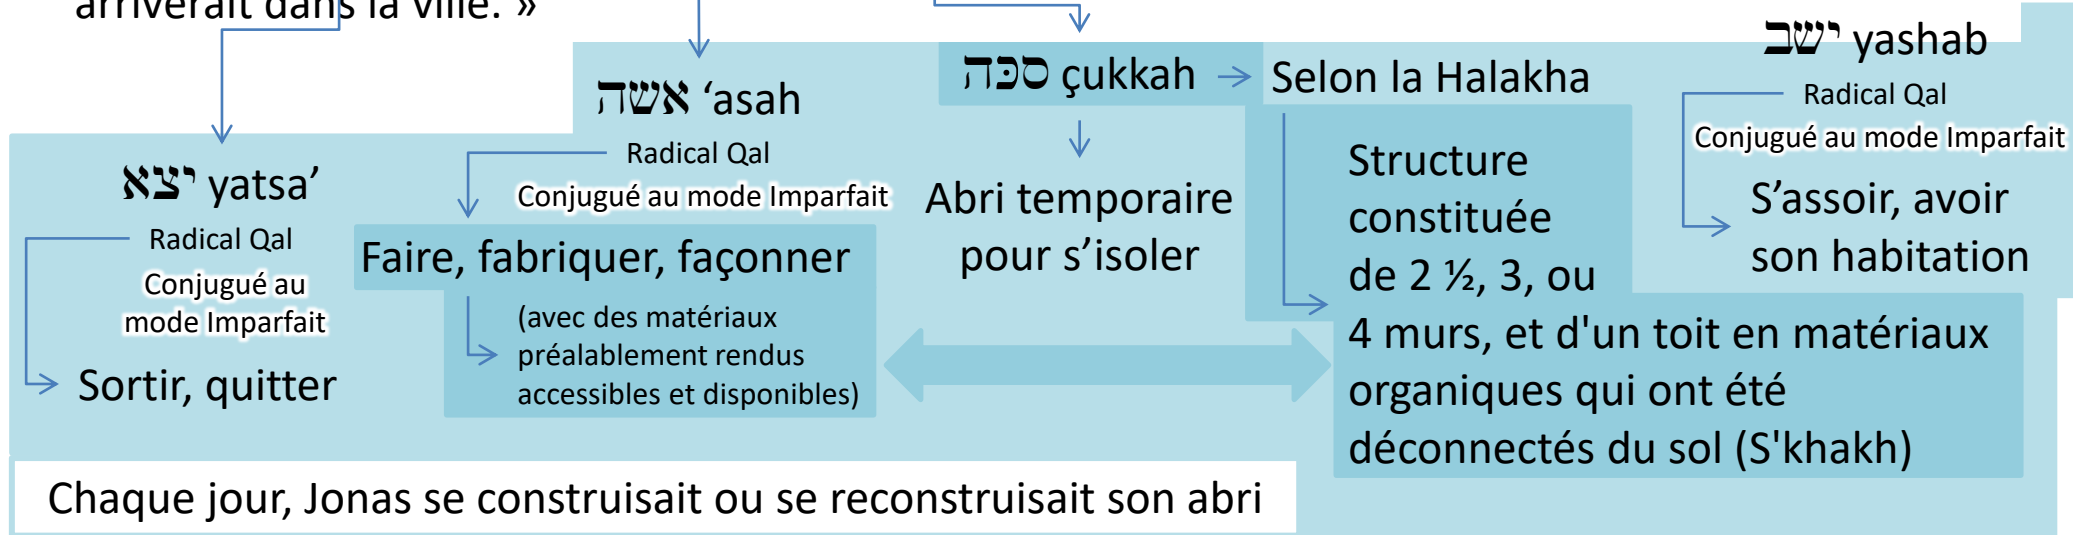 arriverait dans la ville. »
יצא yatsa’
Radical Qal
Conjugué au
mode Imparfait
Sortir, quitter
אשה ‘asah
Radical Qal
Conjugué au mode Imparfait
Faire, fabriquer, façonner
(avec des matériaux
préalablement rendus
accessibles et disponibles)
סכּה çukkah
Abri temporaire
pour s’isoler
Selon la Halakha
Structure
constituée
de 2 ½, 3, ou
4 murs, et d'un toit en matériaux
organiques qui ont été
déconnectés du sol (S'khakh)
ישב yashab
Radical Qal
Conjugué au mode Imparfait
S’assoir, avoir
son habitation
Chaque jour, Jonas se construisait ou se reconstruisait son abri